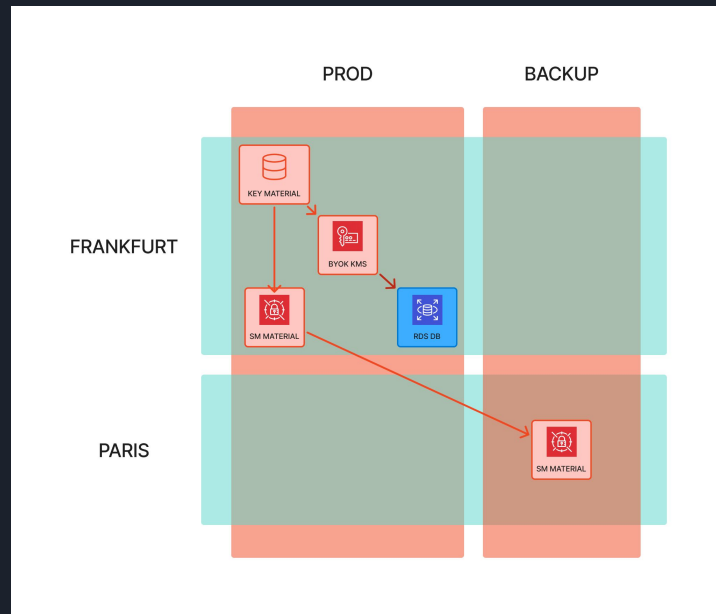 PROD
BACKUP
KEY MATERIAL
FRANKFURT
BYOK KMS
SM MATERIAL
RDS DB
PARIS
SM MATERIAL